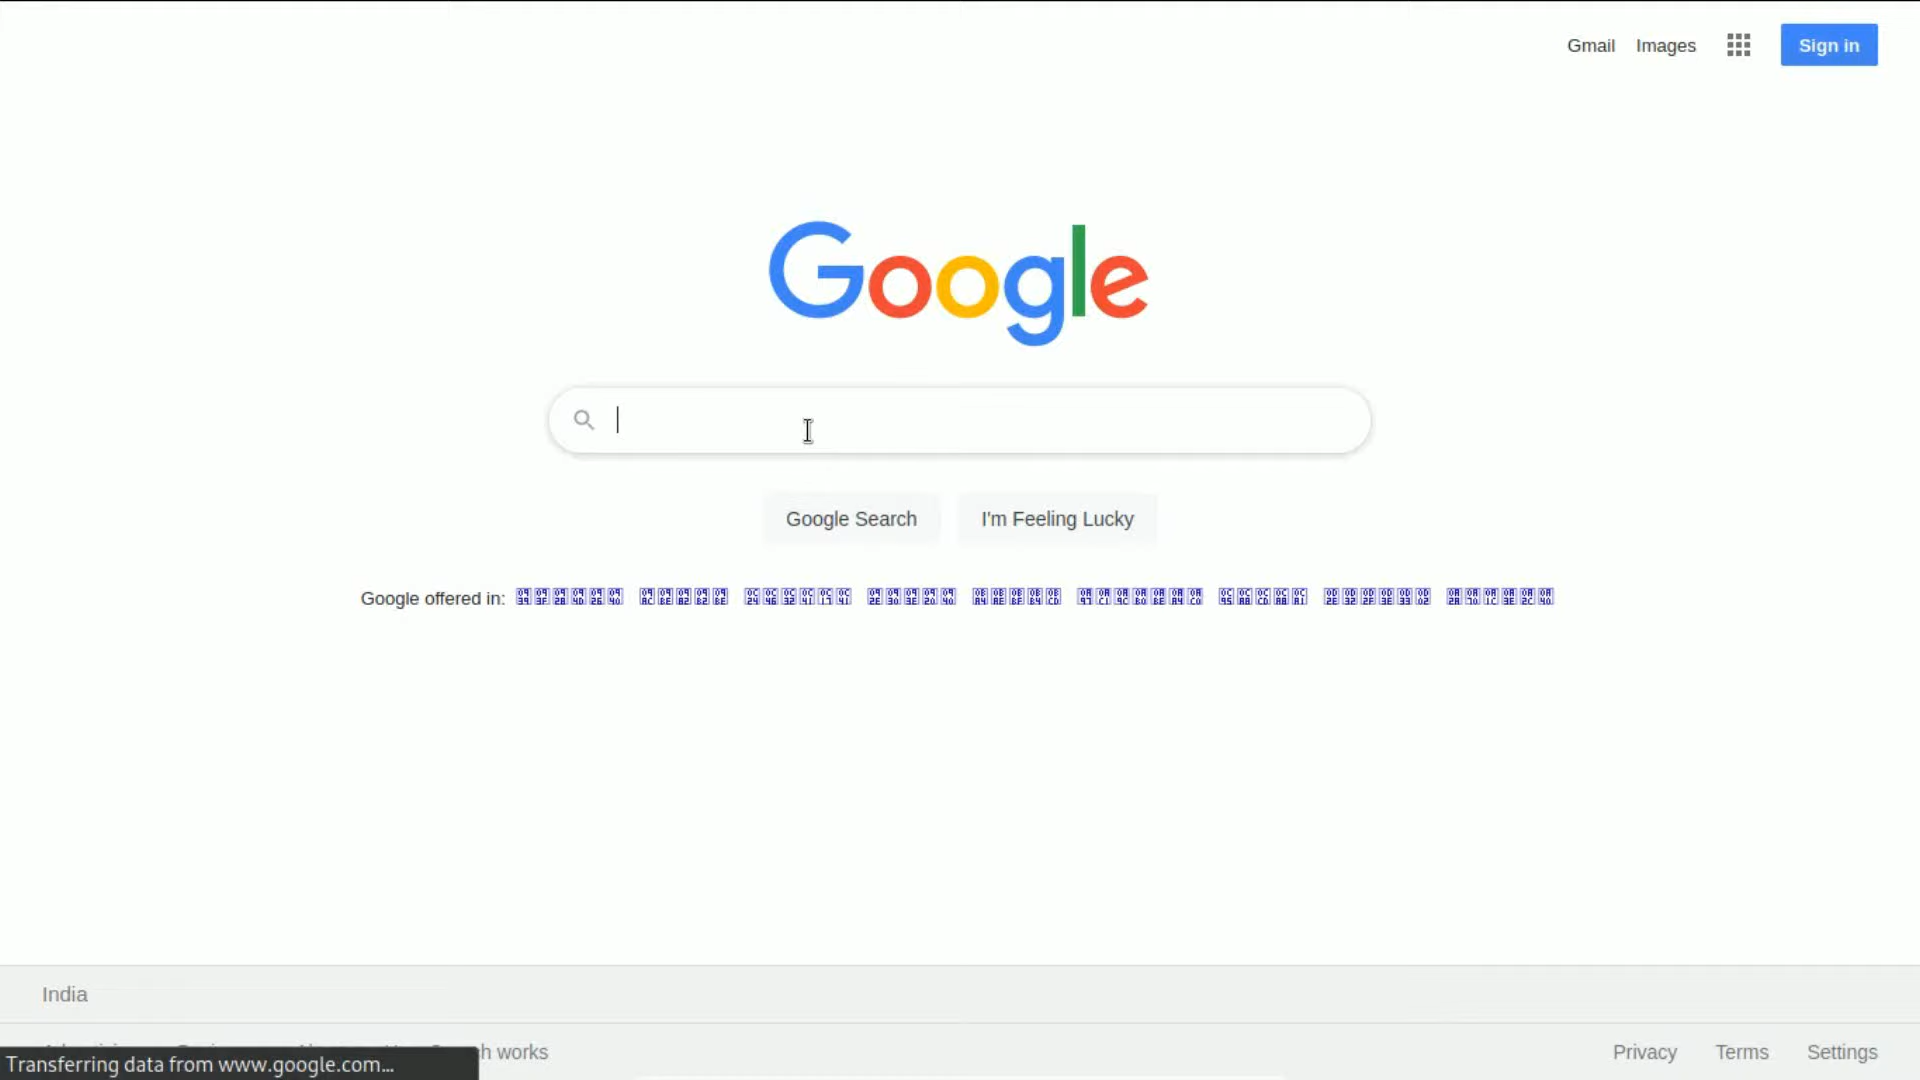 Gmail Images Sign in
Google
Google Search I'm Feeling Lucky
Google offered in:
India
h works Privacy Terms Settings
Transferring data from www.google.com...